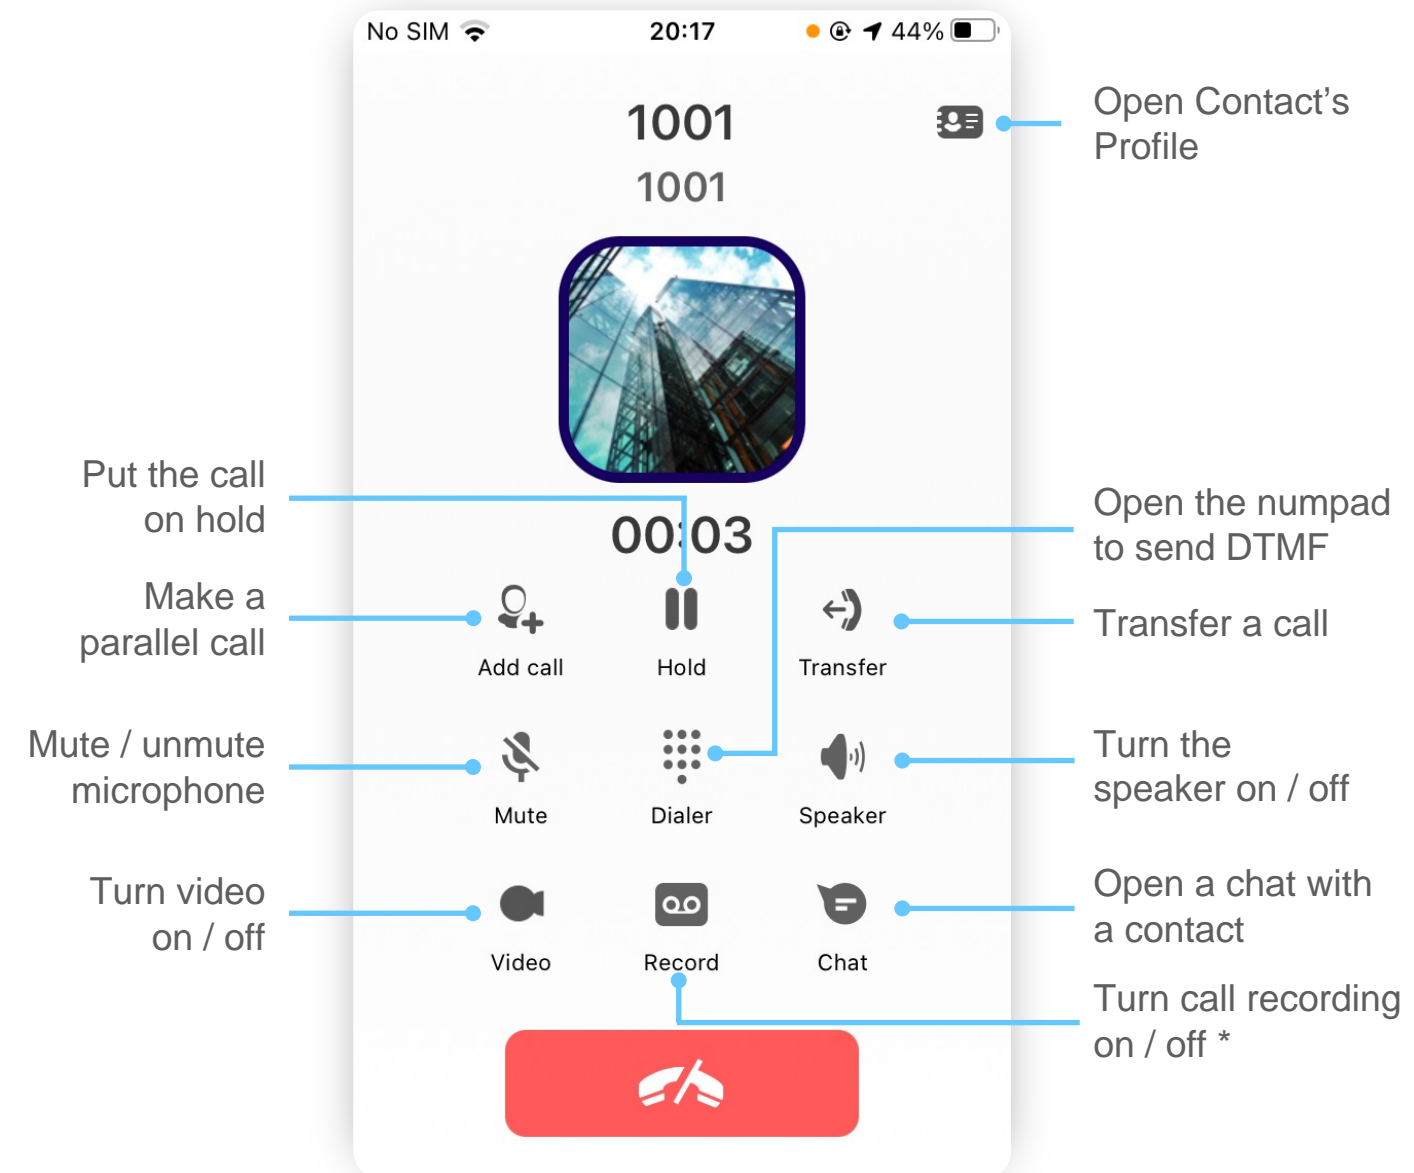 No SIM
20:17
44%
1001
1001
Open Contact’s
Profile
Put the call
on hold
00:03
Open the numpad
to send DTMF
Make a
parallel call
Transfer a call
Add call
Hold
Transfer
Mute / unmute
microphone
Turn the
speaker on / off
Mute
Dialer
Speaker
Turn video
on / off
Open a chat with
a contact
Video
Record
Chat
Turn call recording
on / off *